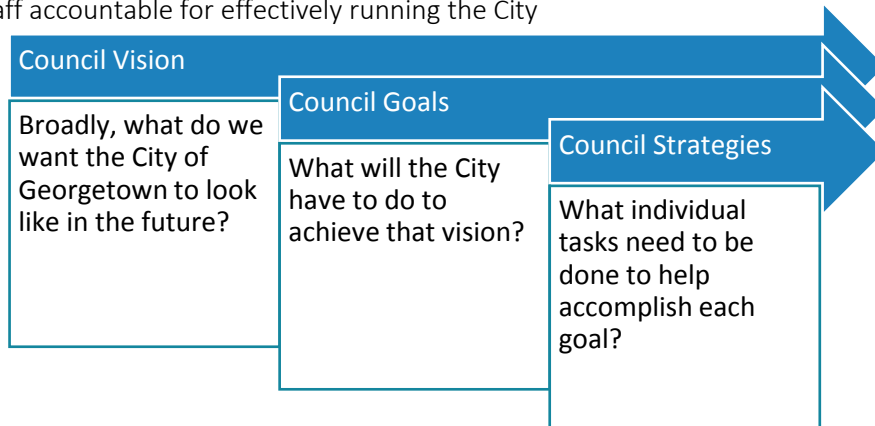 accountable for effectively running the City
Council Vision
Broadly, what do we
want the City of
Georgetown to look
like in the future?
Council Goals
What will the City
have to do to
achieve that vision?
Council Strategies
What individual
tasks need to be
done to help
accomplish each
goal?